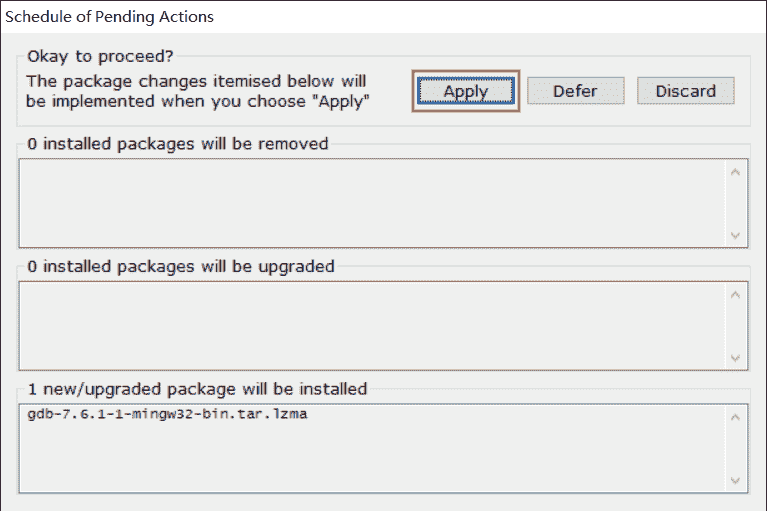 Schedule of Pending Actions
Okay to proceed?
The package changes itemised below will
be implemented when you choose "Apply"
Apply
Defer
Discard
0 installed packages will be removed
0 installed packages will be upgraded
1 new/upgraded package will be installed
gdb-7.6.1-1-mingw32-bin.tar.lzma